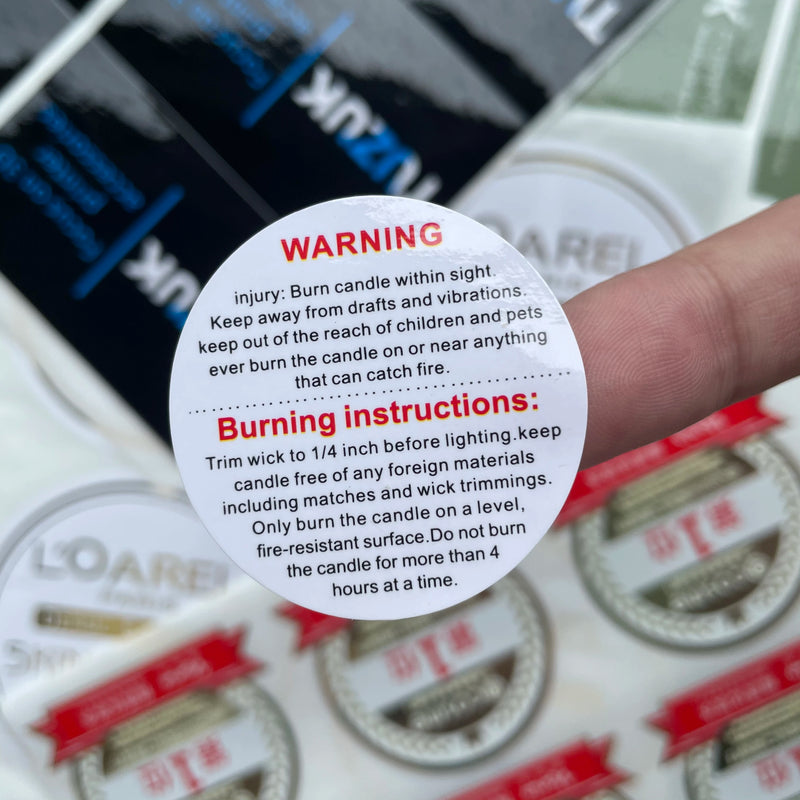 WARNING
injury: Burn candle within sight.
Keep away from drafts and vibrations.
keep out of the reach of children and pets
ever burn the candle on or near anything
that can catch fire.
Burning instructions:
Trim wick to 1/4 inch before lighting.keep
candle free of any foreign materials
including matches and wick trimmings.
Only burn the candle on a level,
fire-resistant surface.Do not burn
the candle for more than 4
hours at a time.